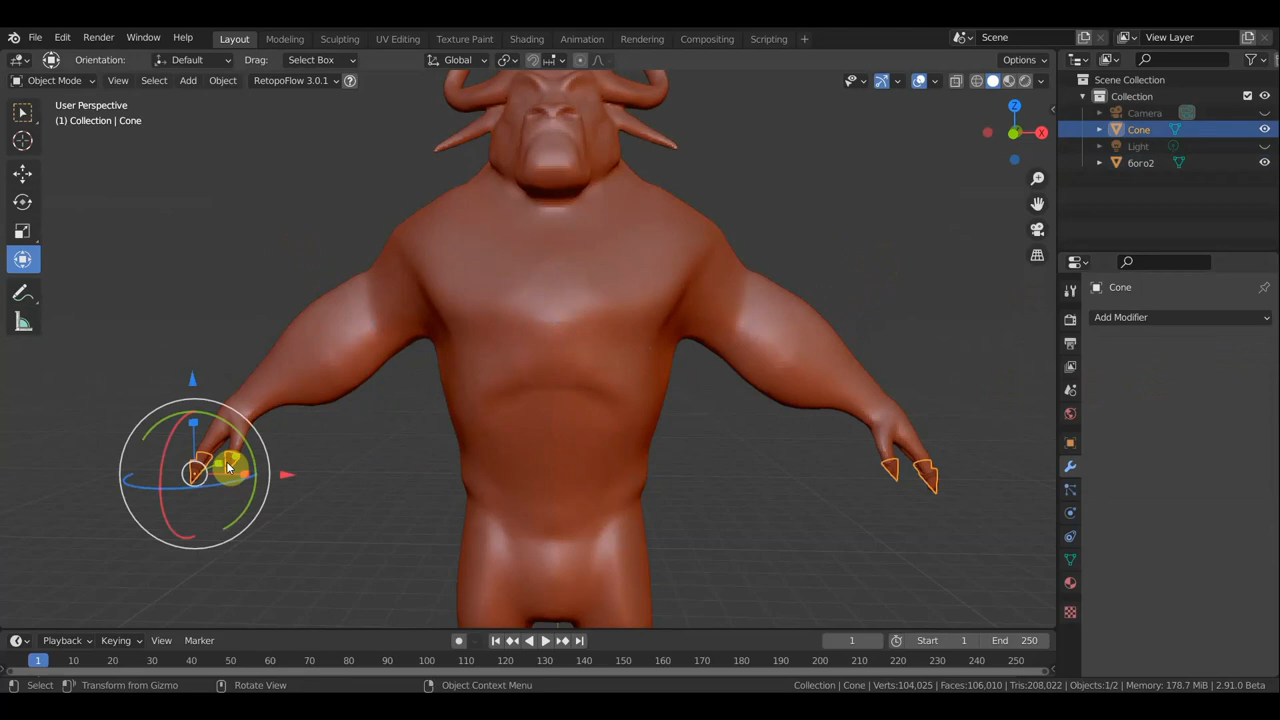 File Edit Render Window Help Layout Modeling Sculpting UV Editing Texture Paint Shading Animation Rendering Compositing Scripting + Scene View Layer
Orientation: Default Drag: Select Box Global Options
Object Mode View Select Add Object RetopoFlow 3.0.1
User Perspective
(1) Collection | Cone
Z
X
Scene Collection
Collection
Camera
Cone
Light
бого2
Cone
Add Modifier
Playback Keying View Marker 1 Start 1 End 250
1 10 20 30 40 50 60 70 80 90 100 110 120 130 140 150 160 170 180 190 200 210 220 230 240 250
Select Transform from Gizmo Rotate View Object Context Menu Collection | Cone | Verts:104,025 | Faces:106,010 | Tris:208,022 | Objects:1/2 | Memory: 178.7 MiB | 2.91.0 Beta